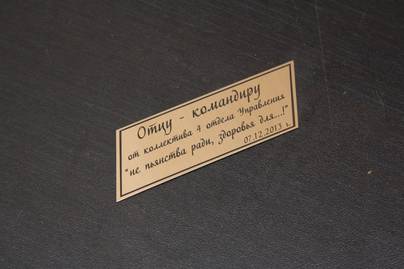 Отцу - командиру
от коллектива 4 отдела Управления
"не пьянства ради, здоровья для...!"
07.12.2013 г.